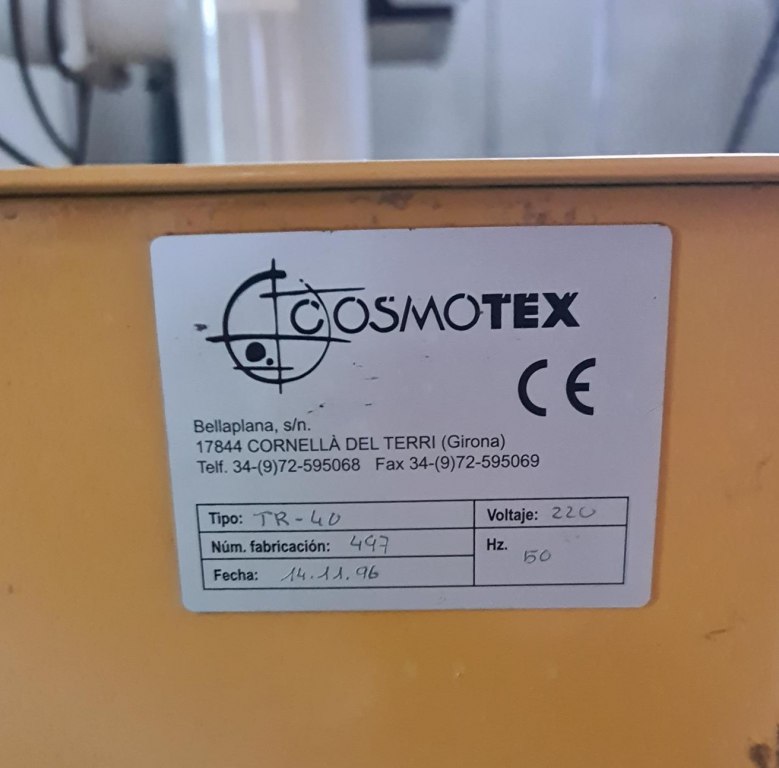 COSMOTEX
CE
Bellaplana, s/n.
17844 CORNELLÀ DEL TERRI (Girona)
Telf. 34-(9)72-595068 Fax 34-(9)72-595069
Tipo: TR-40 Voltaje: 220
Núm. fabricación: 497 Hz. 50
Fecha: 14.11.96